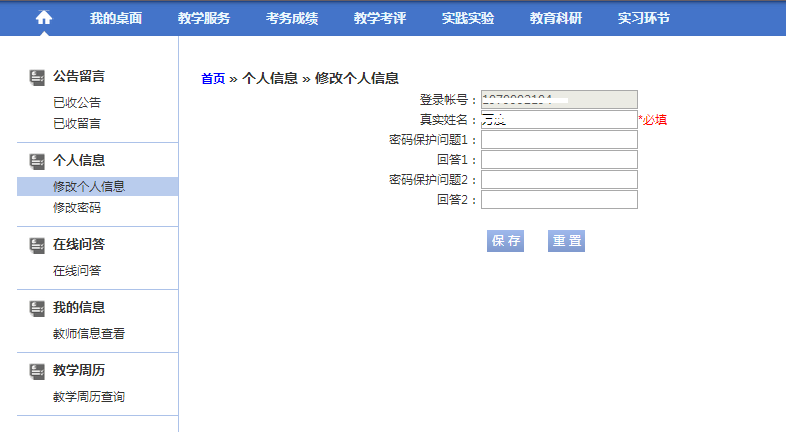 我的桌面 教学服务 考务成绩 教学考评 实践实验 教育科研 实习环节
公告留言
已收公告
已收留言
个人信息
修改个人信息
修改密码
在线问答
在线问答
我的信息
教师信息查看
教学周历
教学周历查询
首页 » 个人信息 » 修改个人信息
登录帐号：
真实姓名： *必填
密码保护问题1：
回答1：
密码保护问题2：
回答2：
保存 重置